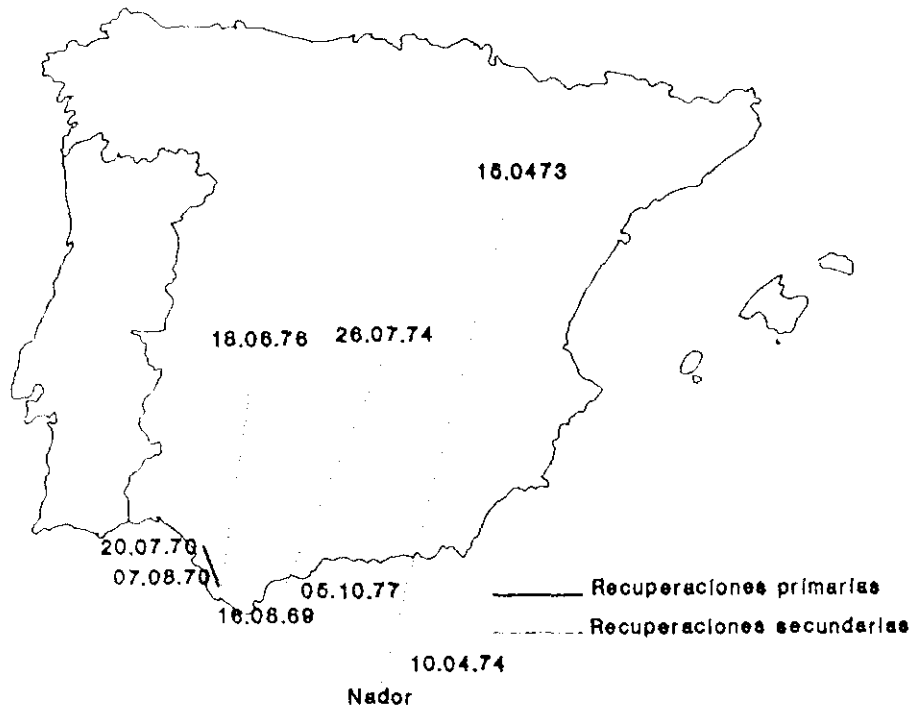 15.0473
18.06.76
26.07.74
20.07.70
07.08.70
16.08.69
05.10.77
Recuperaciones primarias
Recuperaciones secundarias
10.04.74
Nador